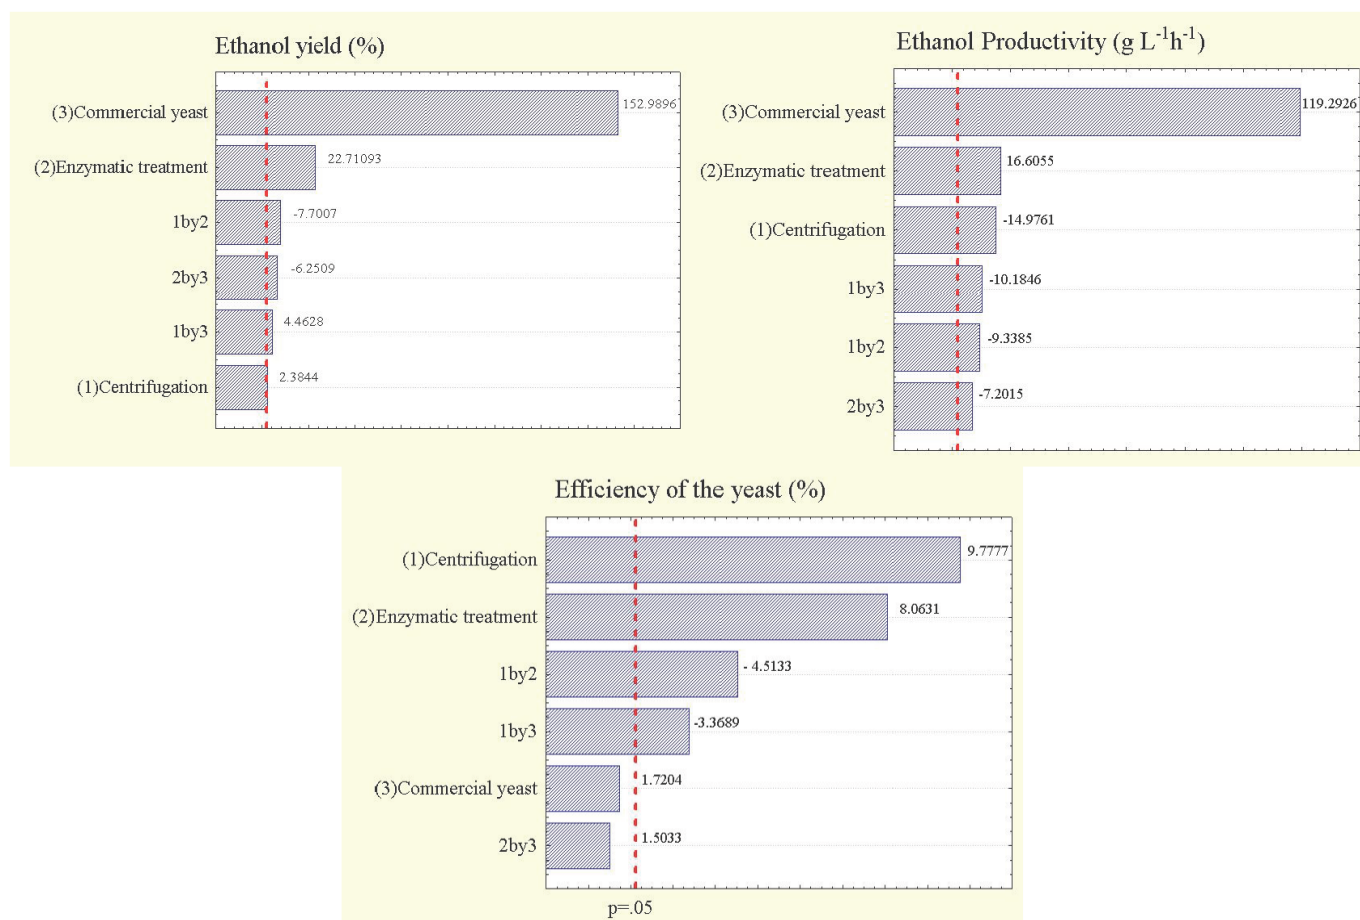 Ethanol yield (%)
(3)Commercial yeast 152.9896
(2)Enzymatic treatment 22.71093
1by2 -7.7007
2by3 -6.2509
1by3 4.4628
(1)Centrifugation 2.3844
Ethanol Productivity (g L⁻¹h⁻¹)
(3)Commercial yeast 119.2926
(2)Enzymatic treatment 16.6055
(1)Centrifugation -14.9761
1by3 -10.1846
1by2 -9.3385
2by3 -7.2015
Efficiency of the yeast (%)
(1)Centrifugation 9.7777
(2)Enzymatic treatment 8.0631
1by2 - 4.5133
1by3 -3.3689
(3)Commercial yeast 1.7204
2by3 1.5033
p=.05